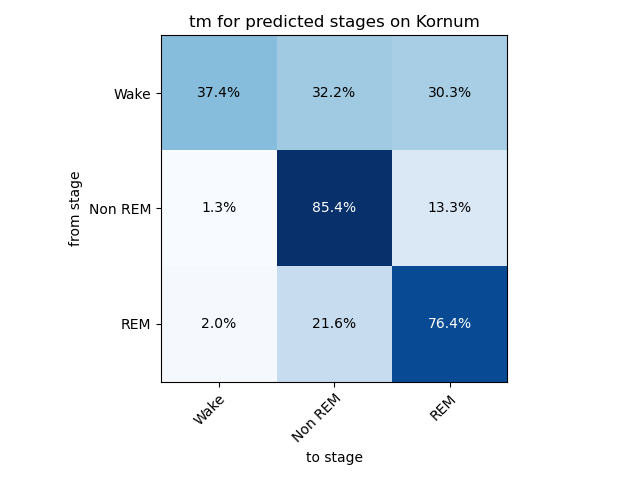 tm for predicted stages on Kornum
from stage
Wake 37.4% 32.2% 30.3%
Non REM 1.3% 85.4% 13.3%
REM 2.0% 21.6% 76.4%
Wake Non REM REM
to stage